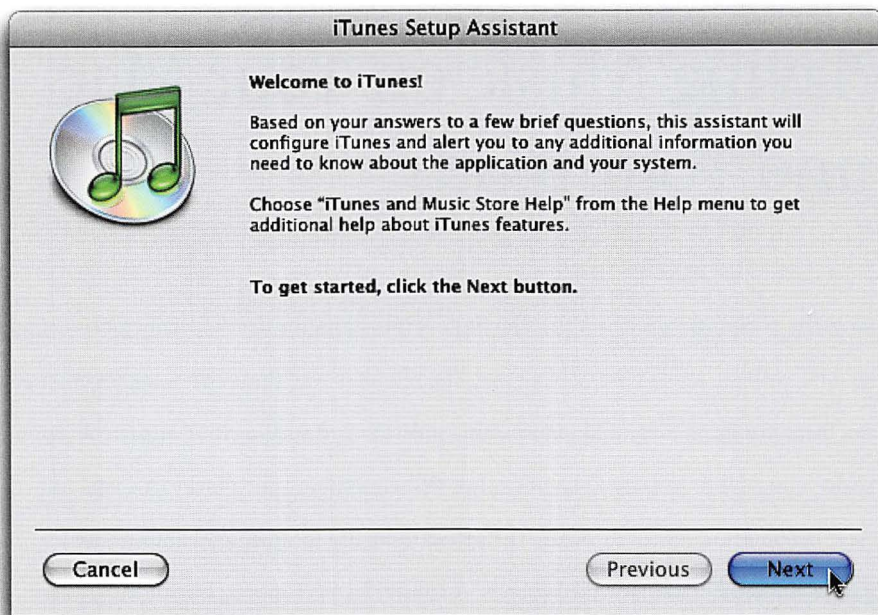 iTunes Setup Assistant
Welcome to iTunes!
Based on your answers to a few brief questions, this assistant will
configure iTunes and alert you to any additional information you
need to know about the application and your system.
Choose "iTunes and Music Store Help" from the Help menu to get
additional help about iTunes features.
To get started, click the Next button.
Cancel
Previous
Next